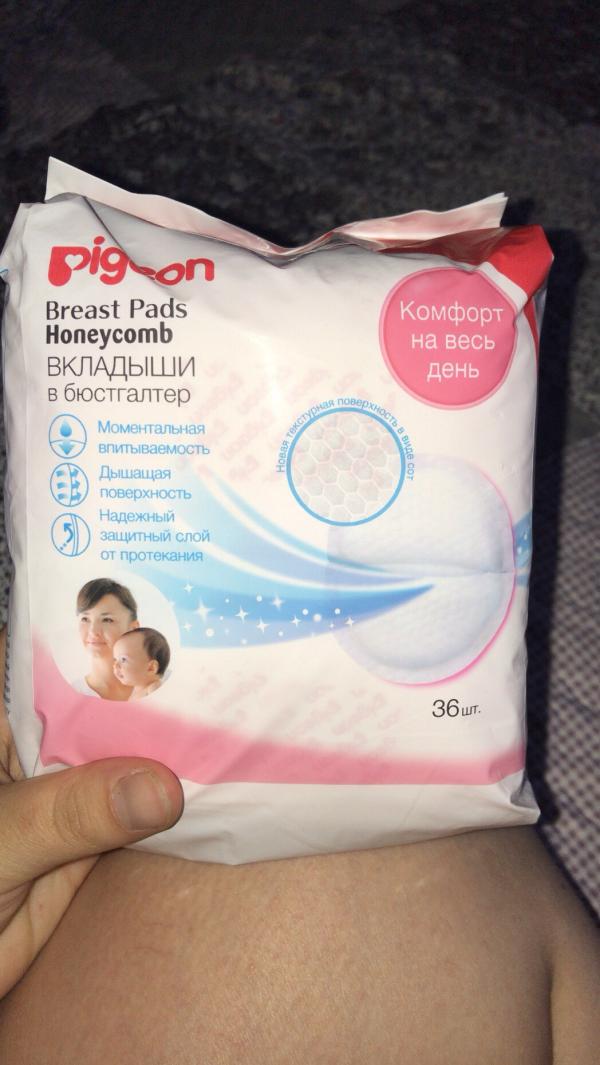 pigeon
Breast Pads
Honeycomb
ВКЛАДЫШИ
в бюстгалтер
Комфорт
на весь
день
Моментальная
впитываемость
Дышащая
поверхность
Надежный
защитный слой
от протекания
Новая текстурная поверхность в виде сот
36 шт.